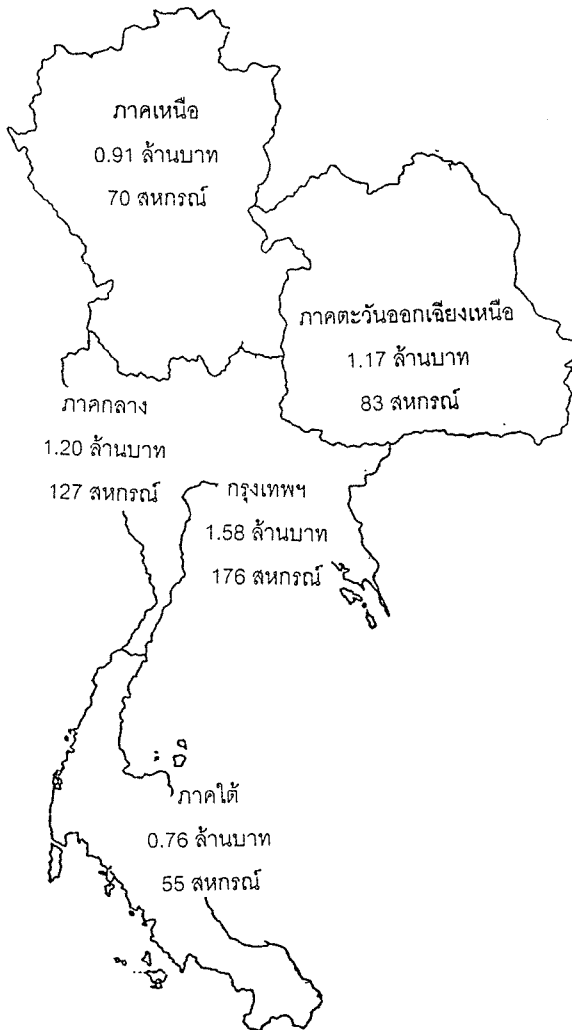 ภาคเหนือ
0.91 ล้านบาท
70 สหกรณ์
ภาคตะวันออกเฉียงเหนือ
1.17 ล้านบาท
83 สหกรณ์
ภาคกลาง
1.20 ล้านบาท
127 สหกรณ์
กรุงเทพฯ
1.58 ล้านบาท
176 สหกรณ์
ภาคใต้
0.76 ล้านบาท
55 สหกรณ์